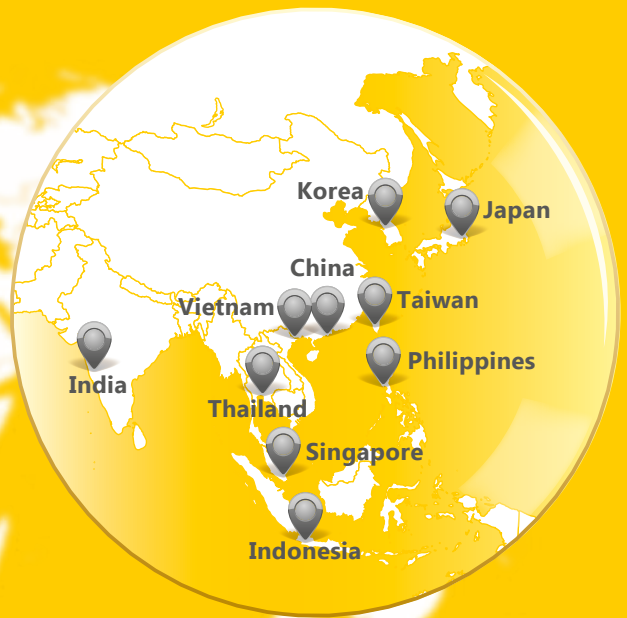 Korea
Japan
China
Vietnam
Taiwan
India
Philippines
Thailand
Singapore
Indonesia